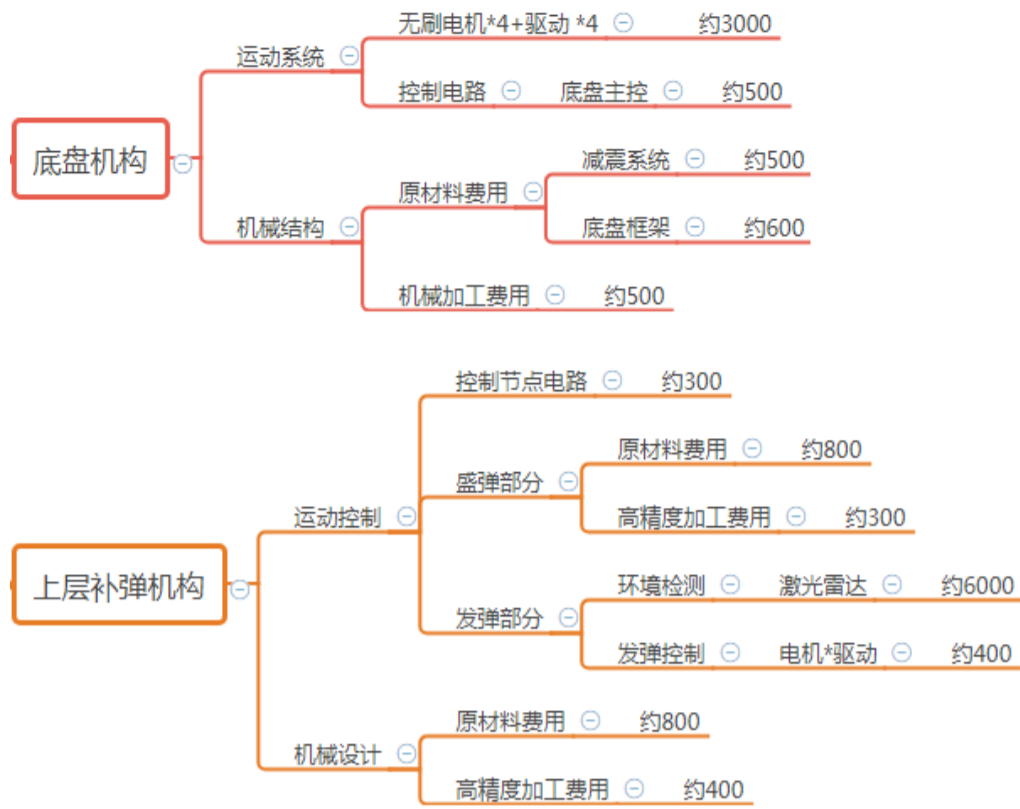 无刷电机*4+驱动 *4 约3000
运动系统
控制电路 底盘主控 约500
底盘机构
减震系统 约500
原材料费用
机械结构
底盘框架 约600
机械加工费用 约500
控制节点电路 约300
原材料费用 约800
盛弹部分
运动控制
高精度加工费用 约300
上层补弹机构
环境检测 激光雷达 约6000
发弹部分
发弹控制 电机*驱动 约400
原材料费用 约800
机械设计
高精度加工费用 约400